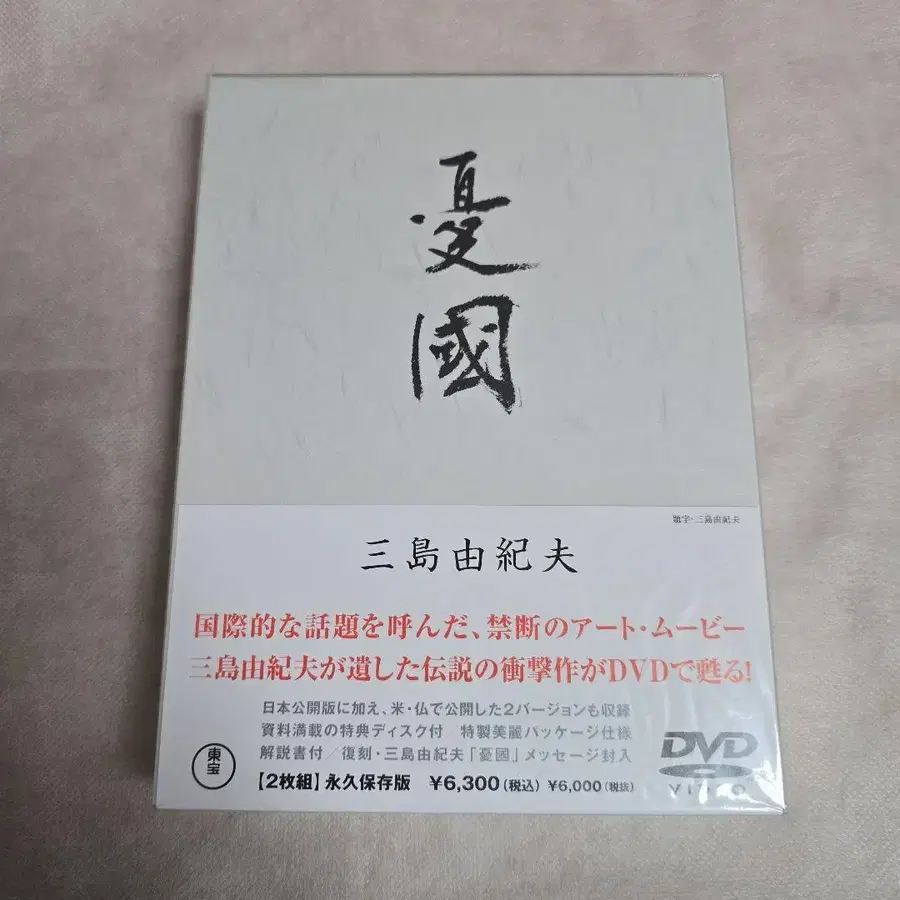 憂國
題字・三島由紀夫
三島由紀夫
国際的な話題を呼んだ、禁断のアート・ムービー
三島由紀夫が遺した伝説の衝撃作がDVDで甦る!
日本公開版に加え、米・仏で公開した2バージョンも収録
資料満載の特典ディスク付／特製美麗パッケージ仕様
解説書付／復刻・三島由紀夫「憂國」メッセージ封入
【2枚組】永久保存版 ￥6,300(税込) ￥6,000(税抜)
東宝
DVD
VIDEO